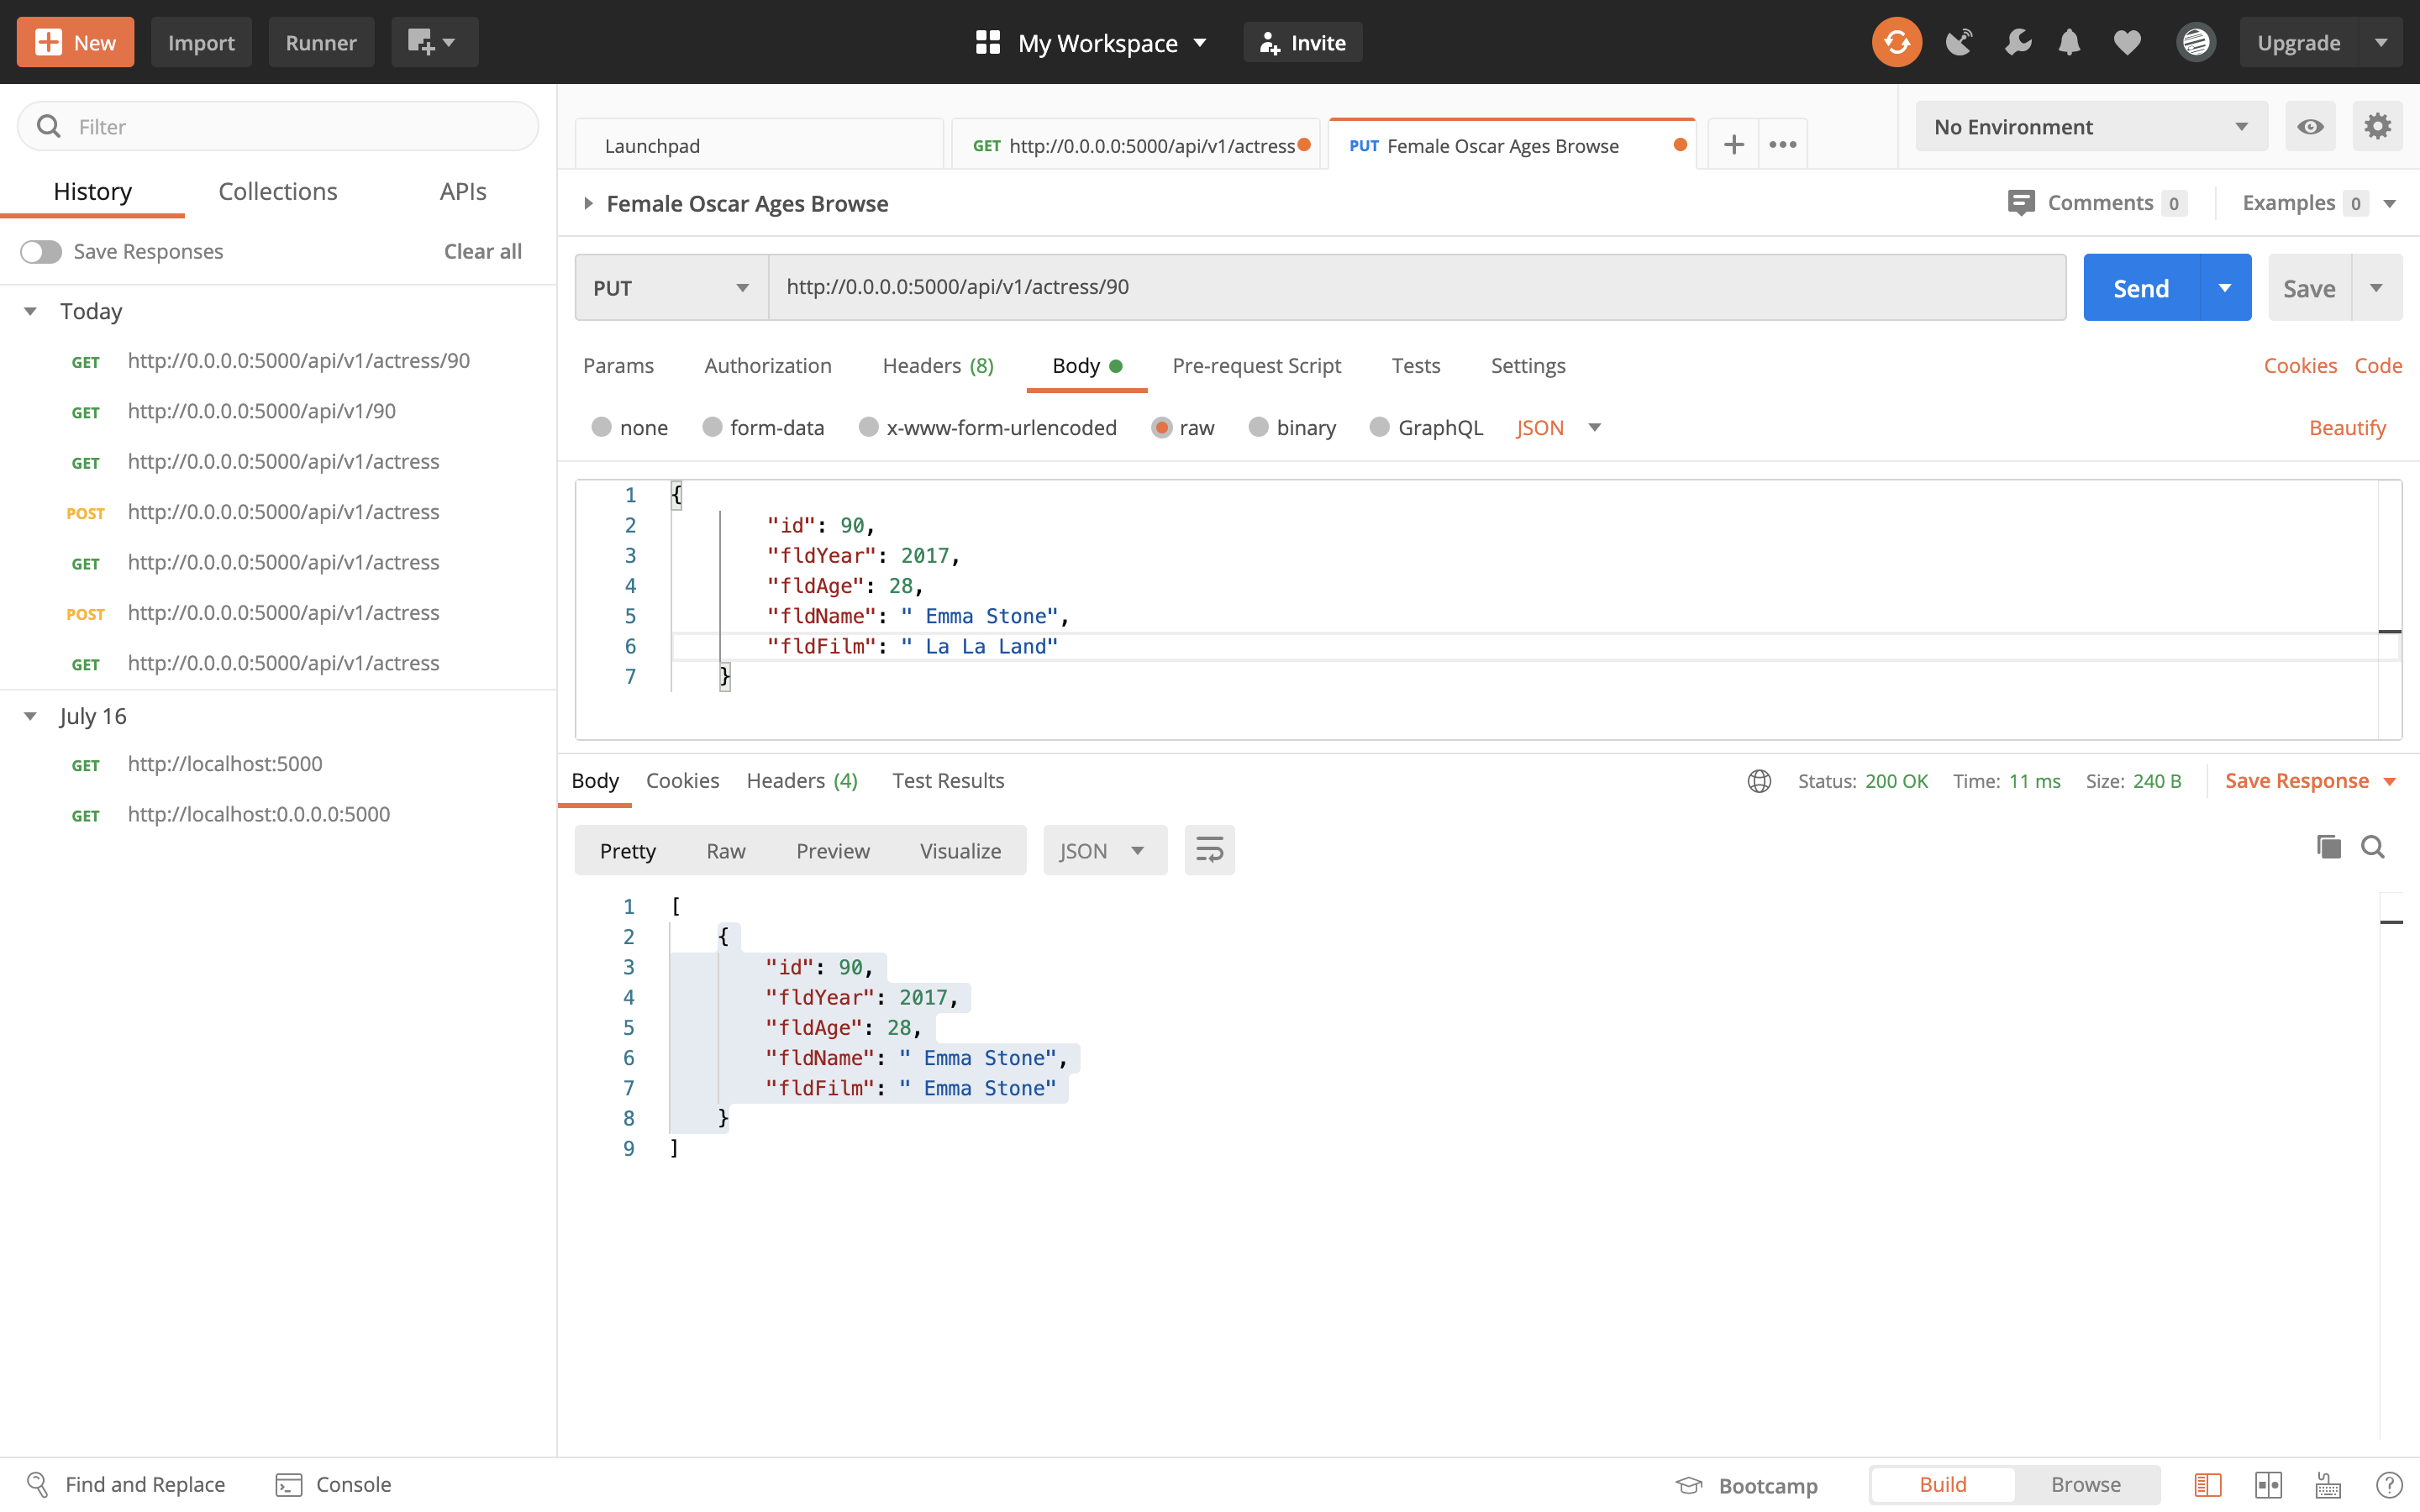 New Import Runner My Workspace Invite Upgrade
Filter
History Collections APIs
Save Responses Clear all
Today
GET http://0.0.0.0:5000/api/v1/actress/90
GET http://0.0.0.0:5000/api/v1/90
GET http://0.0.0.0:5000/api/v1/actress
POST http://0.0.0.0:5000/api/v1/actress
GET http://0.0.0.0:5000/api/v1/actress
POST http://0.0.0.0:5000/api/v1/actress
GET http://0.0.0.0:5000/api/v1/actress
July 16
GET http://localhost:5000
GET http://localhost:0.0.0.0:5000
Launchpad GET http://0.0.0.0:5000/api/v1/actress PUT Female Oscar Ages Browse No Environment
Female Oscar Ages Browse Comments 0 Examples 0
PUT http://0.0.0.0:5000/api/v1/actress/90 Send Save
Params Authorization Headers (8) Body Pre-request Script Tests Settings Cookies Code
none form-data x-www-form-urlencoded raw binary GraphQL JSON Beautify
1 {
2 "id": 90,
3 "fldYear": 2017,
4 "fldAge": 28,
5 "fldName": " Emma Stone",
6 "fldFilm": " La La Land"
7 }
Body Cookies Headers (4) Test Results Status: 200 OK Time: 11 ms Size: 240 B Save Response
Pretty Raw Preview Visualize JSON
1 [
2 {
3 "id": 90,
4 "fldYear": 2017,
5 "fldAge": 28,
6 "fldName": " Emma Stone",
7 "fldFilm": " Emma Stone"
8 }
9 ]
Find and Replace Console Bootcamp Build Browse